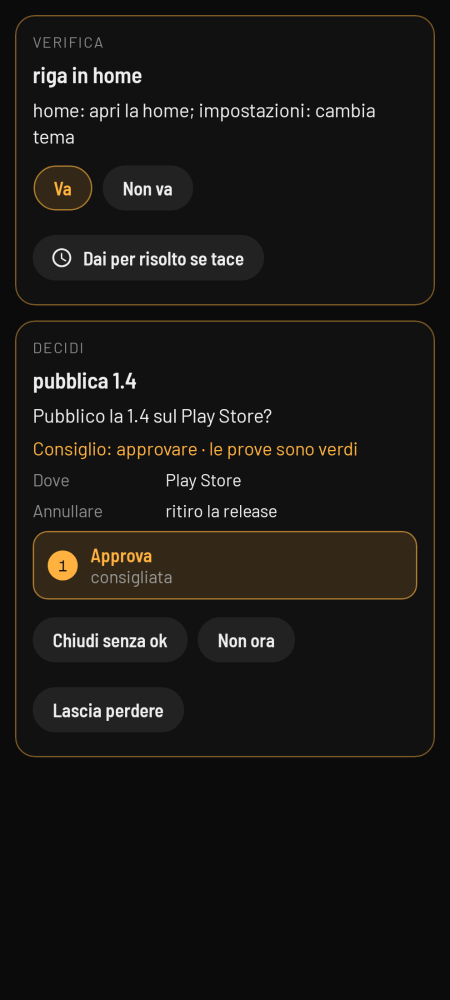 VERIFICA
riga in home
home: apri la home; impostazioni: cambia
tema
Va
Non va
Dai per risolto se tace
DECIDI
pubblica 1.4
Pubblico la 1.4 sul Play Store?
Consiglio: approvare · le prove sono verdi
Dove Play Store
Annullare ritiro la release
1 Approva
consigliata
Chiudi senza ok
Non ora
Lascia perdere